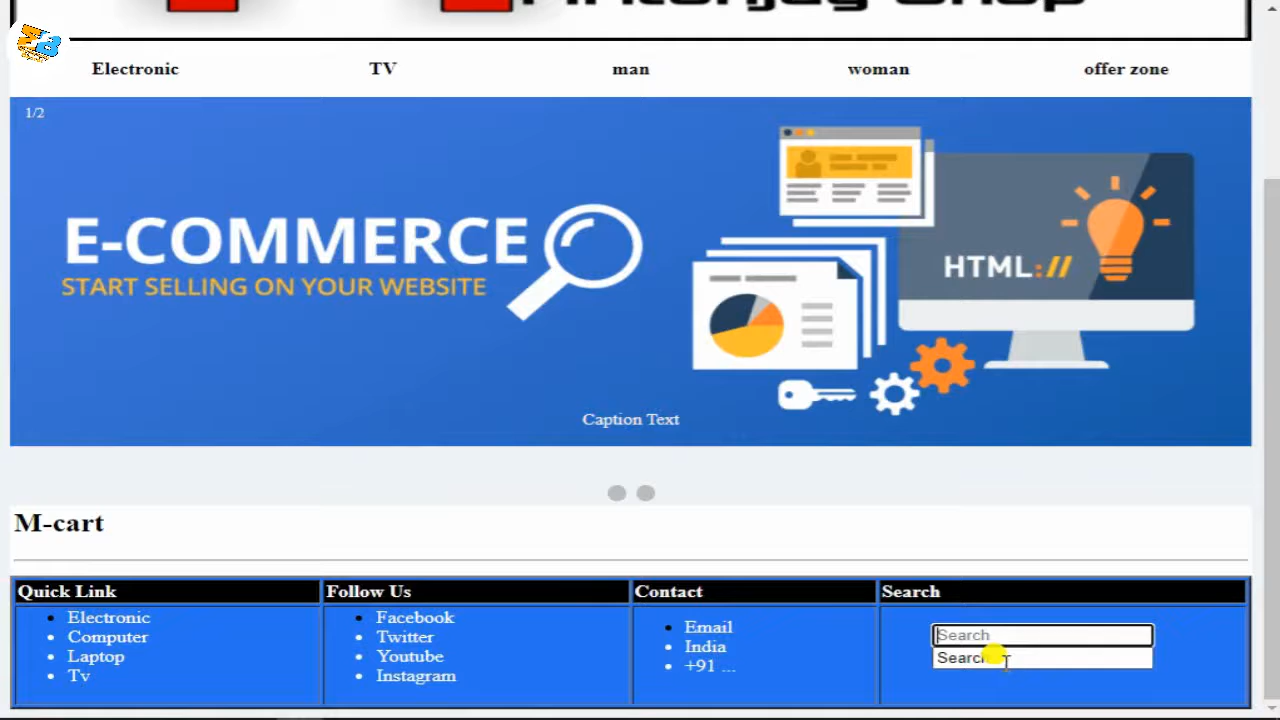 Electronic TV man woman offer zone
1/2
E-COMMERCE
START SELLING ON YOUR WEBSITE
HTML://
Caption Text
M-cart
Quick Link Follow Us Contact Search
Electronic
Computer
Laptop
Tv
Facebook
Twitter
Youtube
Instagram
Email
India
+91 ...
Search
Search